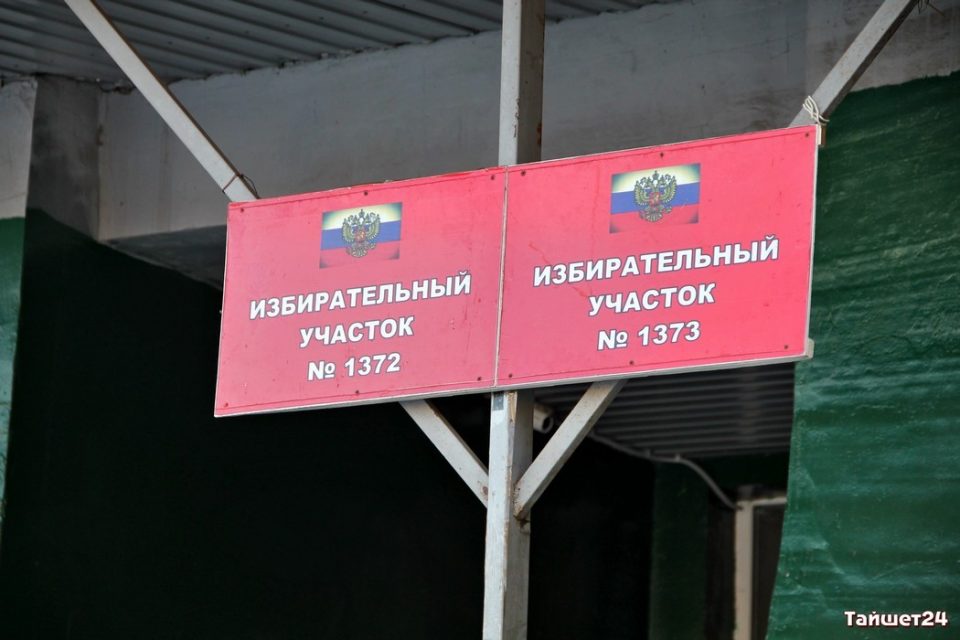 ИЗБИРАТЕЛЬНЫЙ
УЧАСТОК
№ 1372
ИЗБИРАТЕЛЬНЫЙ
УЧАСТОК
№ 1373
Тайшет24